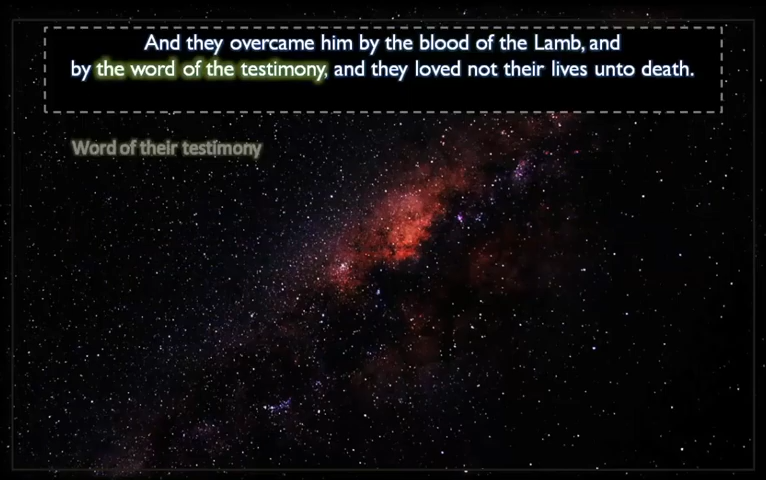 And they overcame him by the blood of the Lamb, and
by the word of the testimony, and they loved not their lives unto death.
Word of their testimony